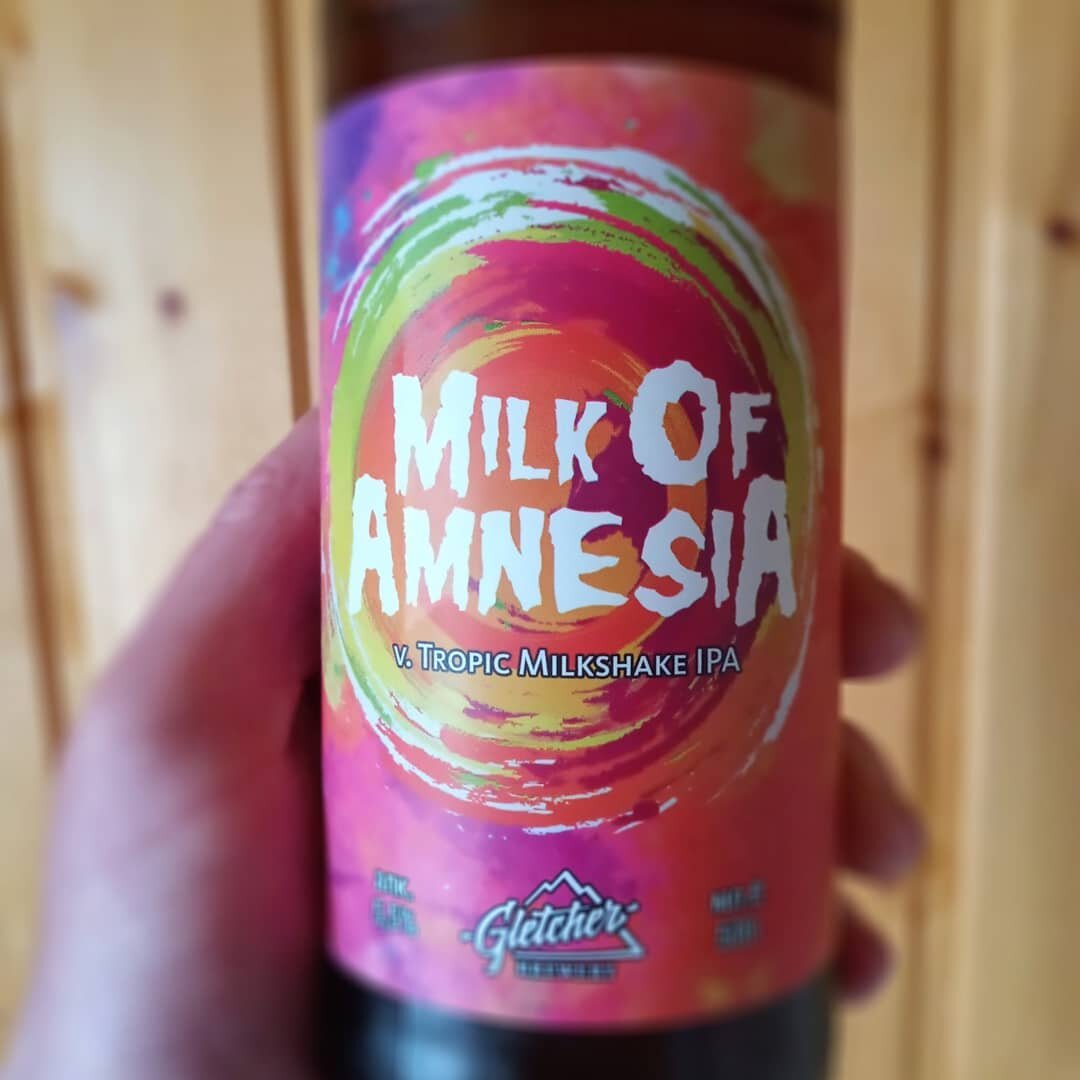 MILK OF
AMNESIA
v. TROPIC MILKSHAKE IPA
Gletcher